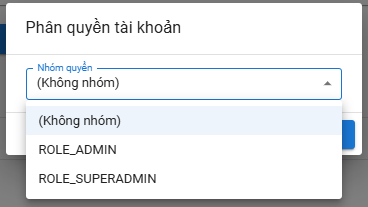 Phân quyền tài khoản
Nhóm quyền
(Không nhóm)
(Không nhóm)
ROLE_ADMIN
ROLE_SUPERADMIN